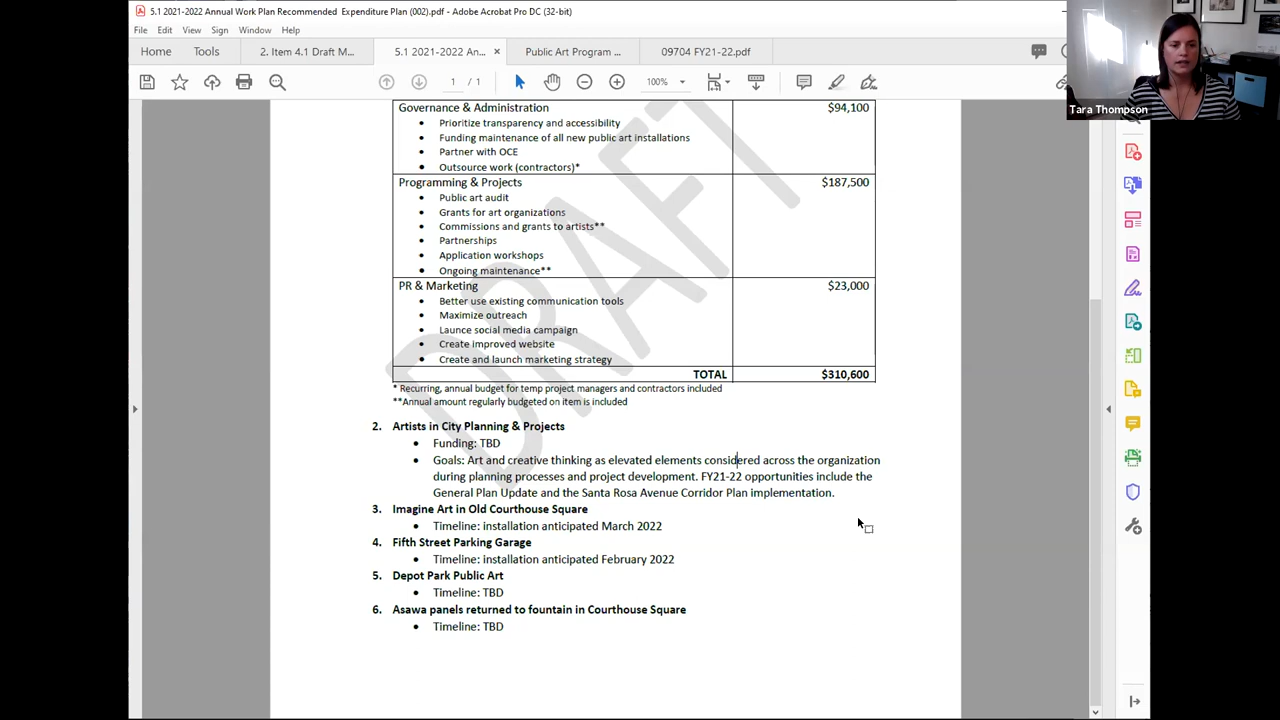 5.1 2021-2022 Annual Work Plan Recommended Expenditure Plan (002).pdf - Adobe Acrobat Pro DC (32-bit)
File Edit View Sign Window Help
Home Tools 2. Item 4.1 Draft M... 5.1 2021-2022 An... × Public Art Program ... 09704 FY21-22.pdf
1 / 1 100%
Tara Thompson
Governance & Administration $94,100
• Prioritize transparency and accessibility
• Funding maintenance of all new public art installations
• Partner with OCE
• Outsource work (contractors)*
Programming & Projects $187,500
• Public art audit
• Grants for art organizations
• Commissions and grants to artists**
• Partnerships
• Application workshops
• Ongoing maintenance**
PR & Marketing $23,000
• Better use existing communication tools
• Maximize outreach
• Launce social media campaign
• Create improved website
• Create and launch marketing strategy
TOTAL $310,600
* Recurring, annual budget for temp project managers and contractors included
**Annual amount regularly budgeted on item is included
2. Artists in City Planning & Projects
• Funding: TBD
• Goals: Art and creative thinking as elevated elements considered across the organization
during planning processes and project development. FY21-22 opportunities include the
General Plan Update and the Santa Rosa Avenue Corridor Plan implementation.
3. Imagine Art in Old Courthouse Square
• Timeline: installation anticipated March 2022
4. Fifth Street Parking Garage
• Timeline: installation anticipated February 2022
5. Depot Park Public Art
• Timeline: TBD
6. Asawa panels returned to fountain in Courthouse Square
• Timeline: TBD
DRAFT